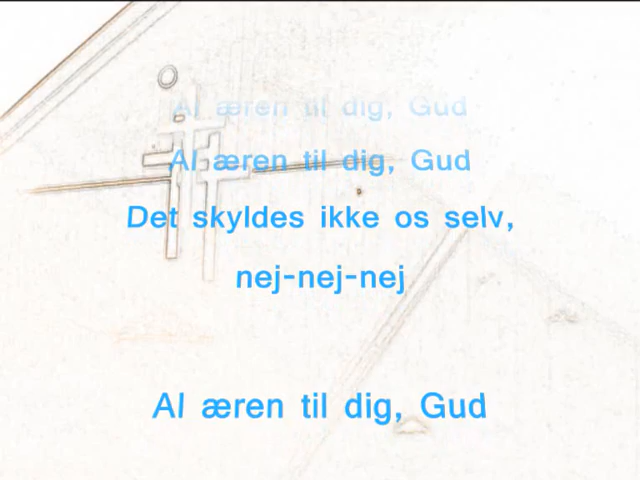 Al æren til dig, Gud
Al æren til dig, Gud
Det skyldes ikke os selv,
nej-nej-nej
Al æren til dig, Gud